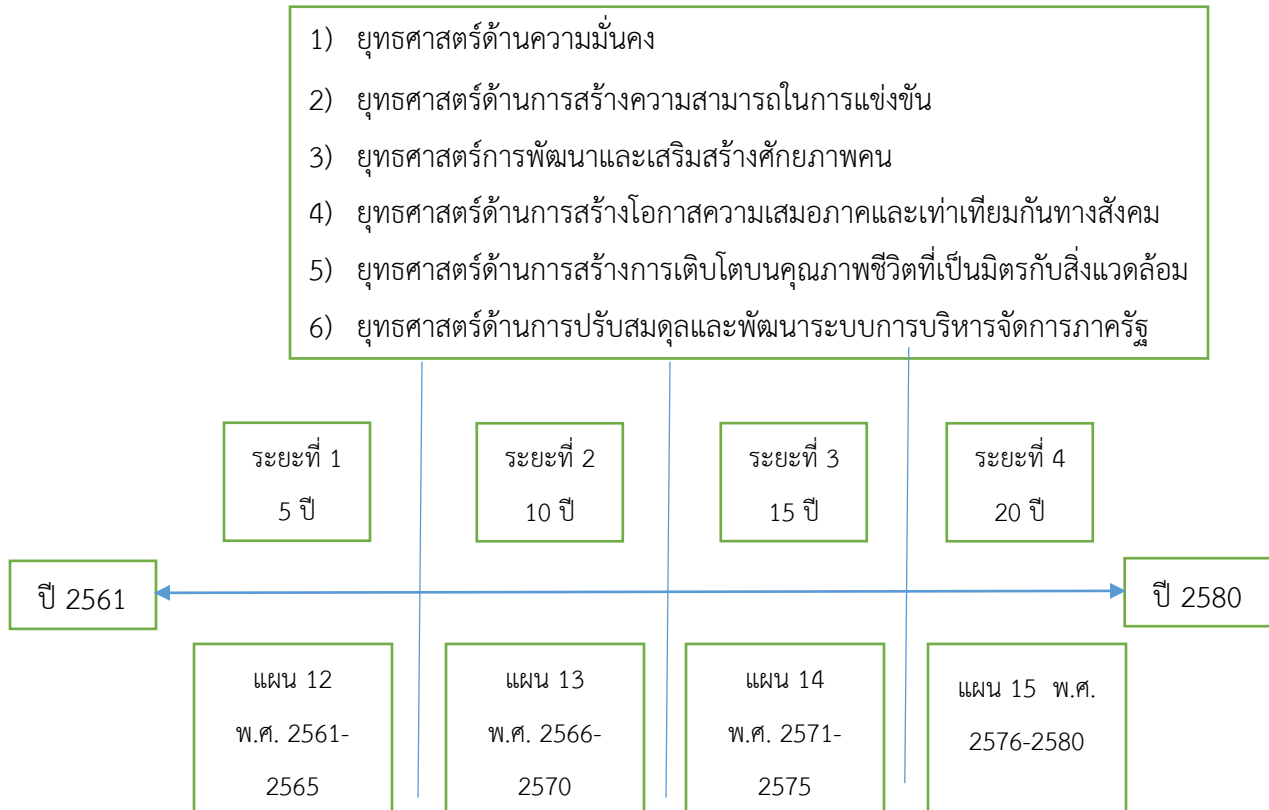 1) ยุทธศาสตร์ด้านความมั่นคง
2) ยุทธศาสตร์ด้านการสร้างความสามารถในการแข่งขัน
3) ยุทธศาสตร์การพัฒนาและเสริมสร้างศักยภาพคน
4) ยุทธศาสตร์ด้านการสร้างโอกาสความเสมอภาคและเท่าเทียมกันทางสังคม
5) ยุทธศาสตร์ด้านการสร้างการเติบโตบนคุณภาพชีวิตที่เป็นมิตรกับสิ่งแวดล้อม
6) ยุทธศาสตร์ด้านการปรับสมดุลและพัฒนาระบบการบริหารจัดการภาครัฐ
ระยะที่ 1
5 ปี
ระยะที่ 2
10 ปี
ระยะที่ 3
15 ปี
ระยะที่ 4
20 ปี
ปี 2561
ปี 2580
แผน 12
พ.ศ. 2561-
2565
แผน 13
พ.ศ. 2566-
2570
แผน 14
พ.ศ. 2571-
2575
แผน 15 พ.ศ.
2576-2580